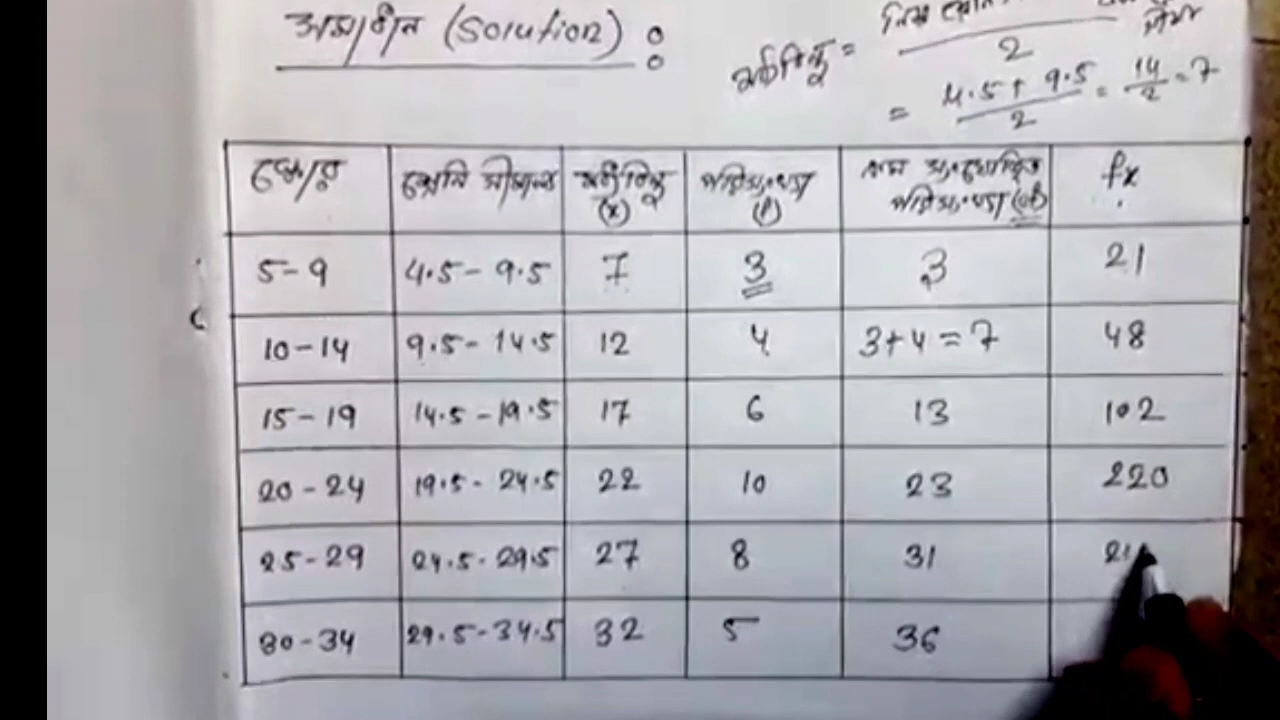 সমাধান (Solution) :
নিম্ন
2
মধ্যবিন্দু =
= 4.5 + 9.5 / 2 = 14/2 = 7
স্কোর শ্রেনি সীমানা মধ্যবিন্দু (x) পরিসংখ্যা (f) ক্রম সংযোজিত পরিসংখ্যা (cf) fx
5-9 4.5-9.5 7 3 3 21
10-14 9.5-14.5 12 4 3+4=7 48
15-19 14.5-19.5 17 6 13 102
20-24 19.5-24.5 22 10 23 220
25-29 24.5-29.5 27 8 31
30-34 29.5-34.5 32 5 36